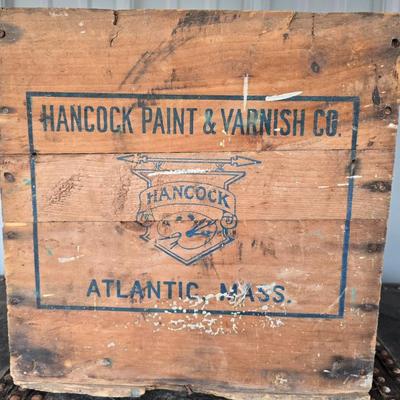 HANCOCK PAINT & VARNISH CO.
HANCOCK
ATLANTIC, MASS.